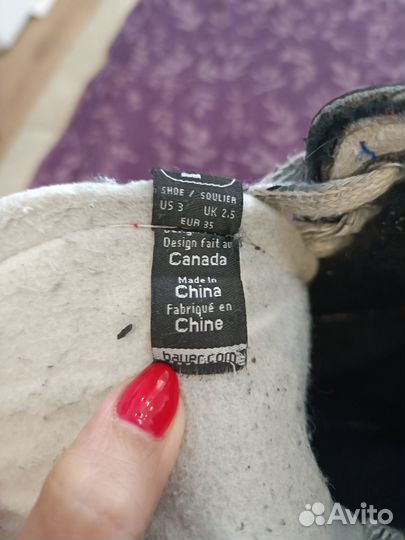 SHOE / SOULIER
US 3 UK 2.5
EUR 35
Design fait au
Canada
Made in
China
Fabriqué en
Chine
bauer.com
Avito